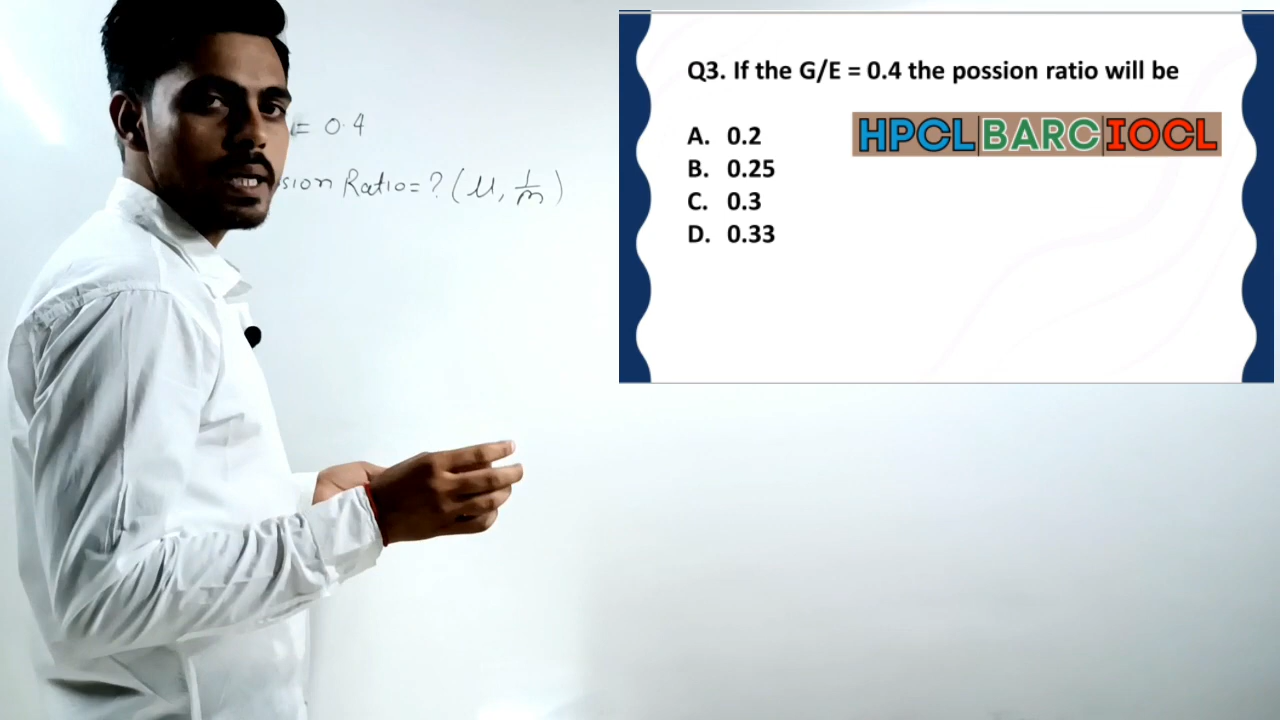 = 0.4
sion Ratio = ? (μ, 1/m)
Q3. If the G/E = 0.4 the possion ratio will be
HPCL BARC IOCL
A. 0.2
B. 0.25
C. 0.3
D. 0.33